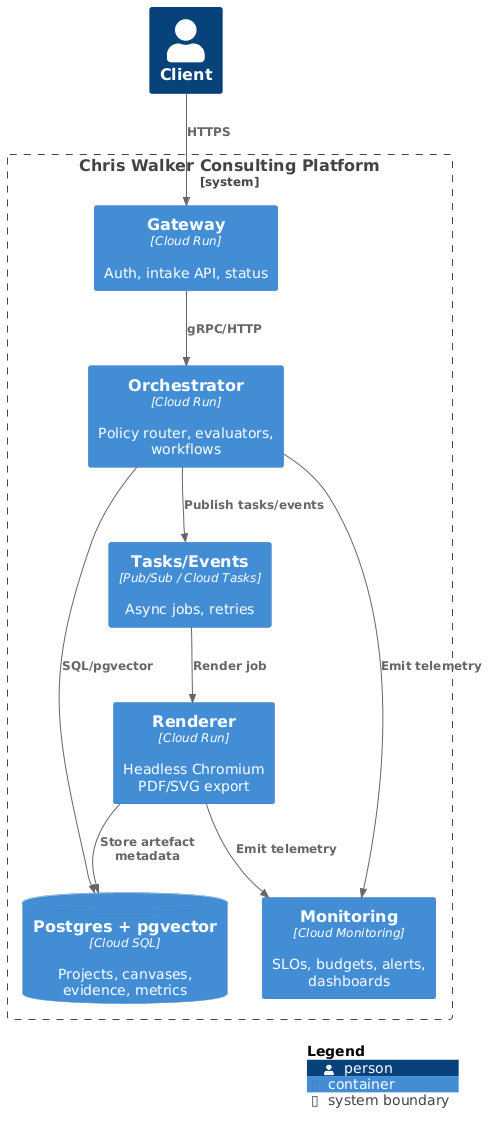 Client
HTTPS
Chris Walker Consulting Platform
[system]
Gateway
[Cloud Run]
Auth, intake API, status
gRPC/HTTP
Orchestrator
[Cloud Run]
Policy router, evaluators,
workflows
Publish tasks/events
Tasks/Events
[Pub/Sub / Cloud Tasks]
Async jobs, retries
SQL/pgvector
Render job
Emit telemetry
Renderer
[Cloud Run]
Headless Chromium
PDF/SVG export
Store artefact
metadata
Emit telemetry
Postgres + pgvector
[Cloud SQL]
Projects, canvases,
evidence, metrics
Monitoring
[Cloud Monitoring]
SLOs, budgets, alerts,
dashboards
Legend
person
container
system boundary